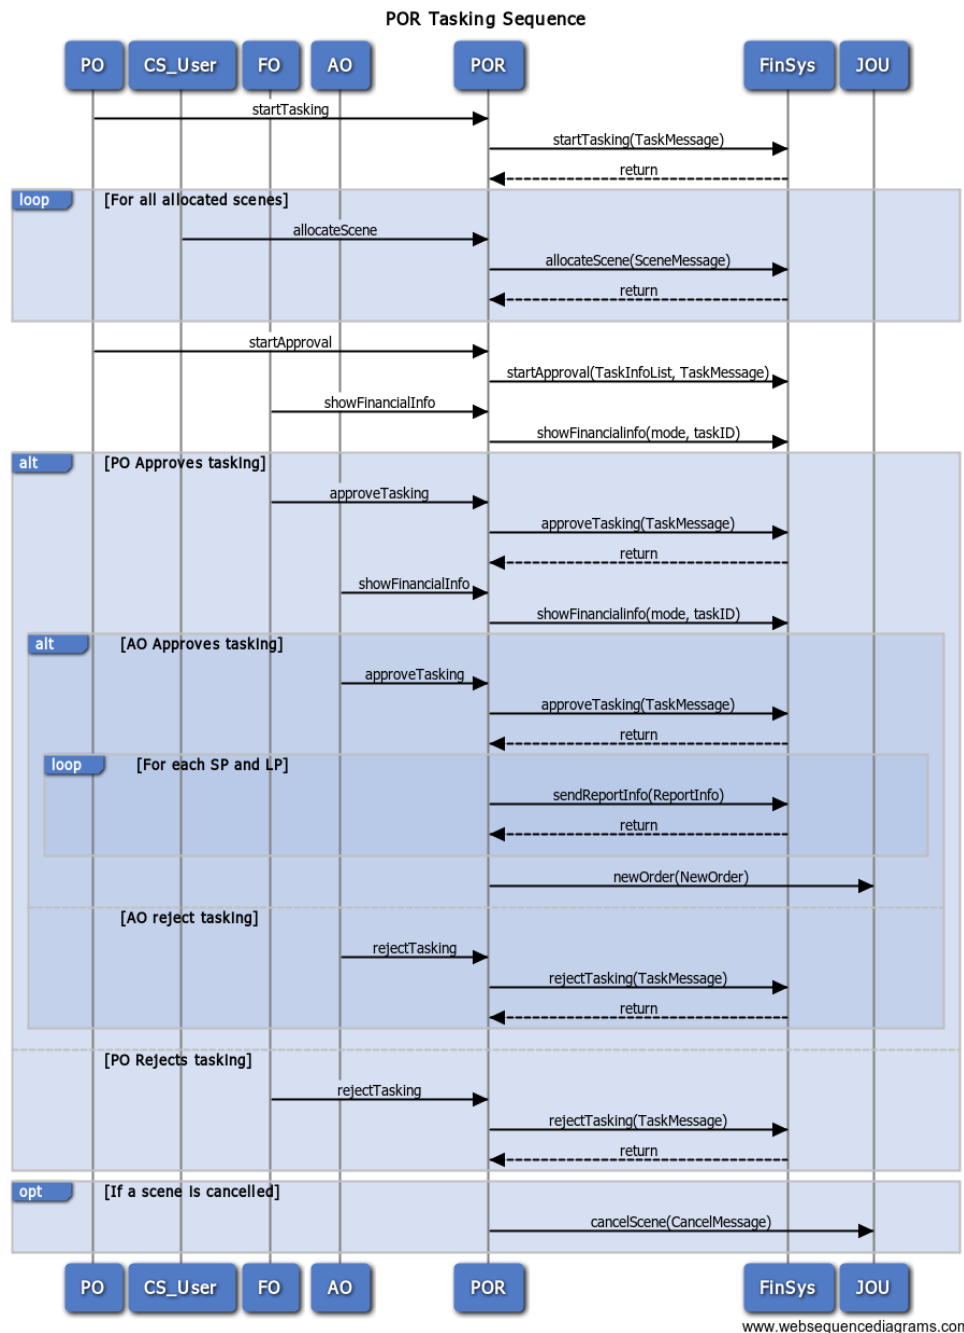 POR Tasking Sequence
PO CS_User FO AO POR FinSys JOU
startTasking
startTasking(TaskMessage)
return
loop [For all allocated scenes]
allocateScene
allocateScene(SceneMessage)
return
startApproval
startApproval(TaskInfoList, TaskMessage)
showFinancialInfo
showFinancialinfo(mode, taskID)
alt [PO Approves tasking]
approveTasking
approveTasking(TaskMessage)
return
showFinancialInfo
showFinancialinfo(mode, taskID)
alt [AO Approves tasking]
approveTasking
approveTasking(TaskMessage)
return
loop [For each SP and LP]
sendReportInfo(ReportInfo)
return
newOrder(NewOrder)
[AO reject tasking]
rejectTasking
rejectTasking(TaskMessage)
return
[PO Rejects tasking]
rejectTasking
rejectTasking(TaskMessage)
return
opt [If a scene is cancelled]
cancelScene(CancelMessage)
PO CS_User FO AO POR FinSys JOU
www.websequencediagrams.com